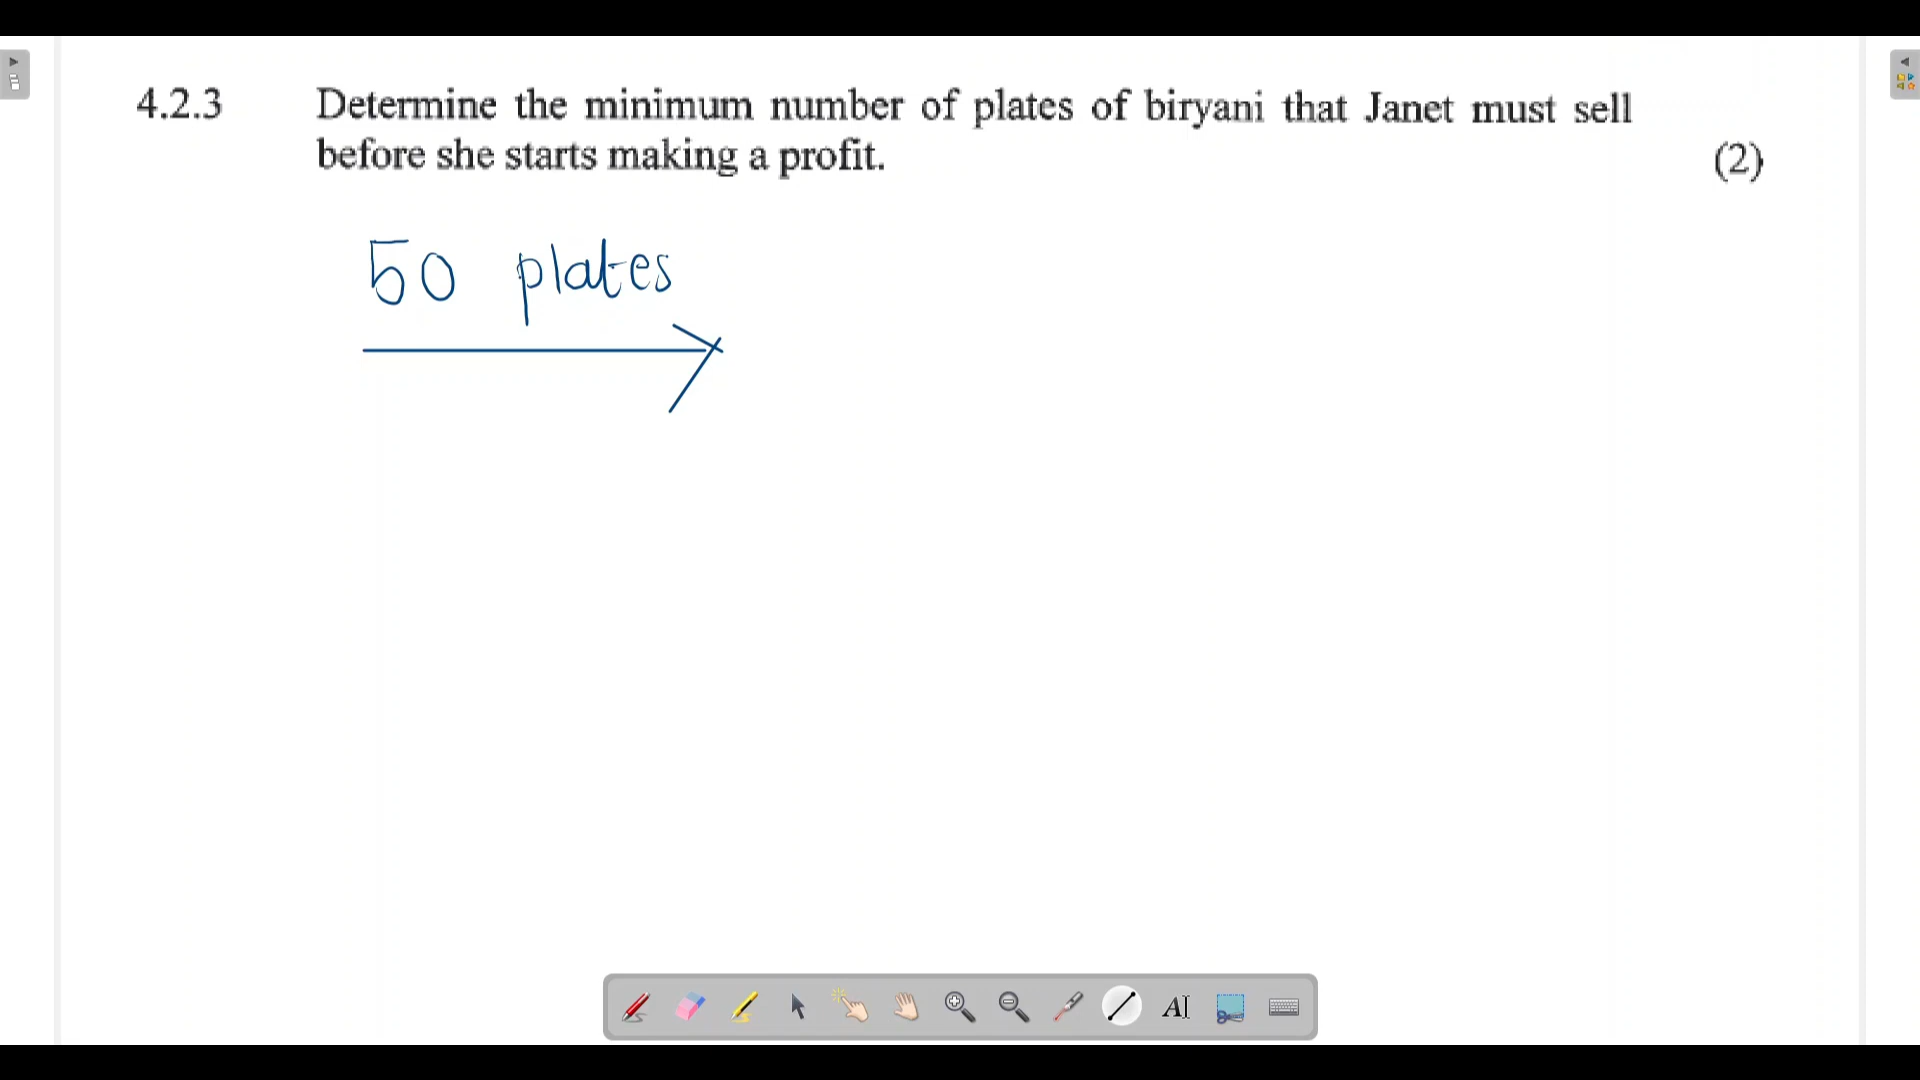 4.2.3 Determine the minimum number of plates of biryani that Janet must sell
before she starts making a profit.
(2)
50 plates
AI